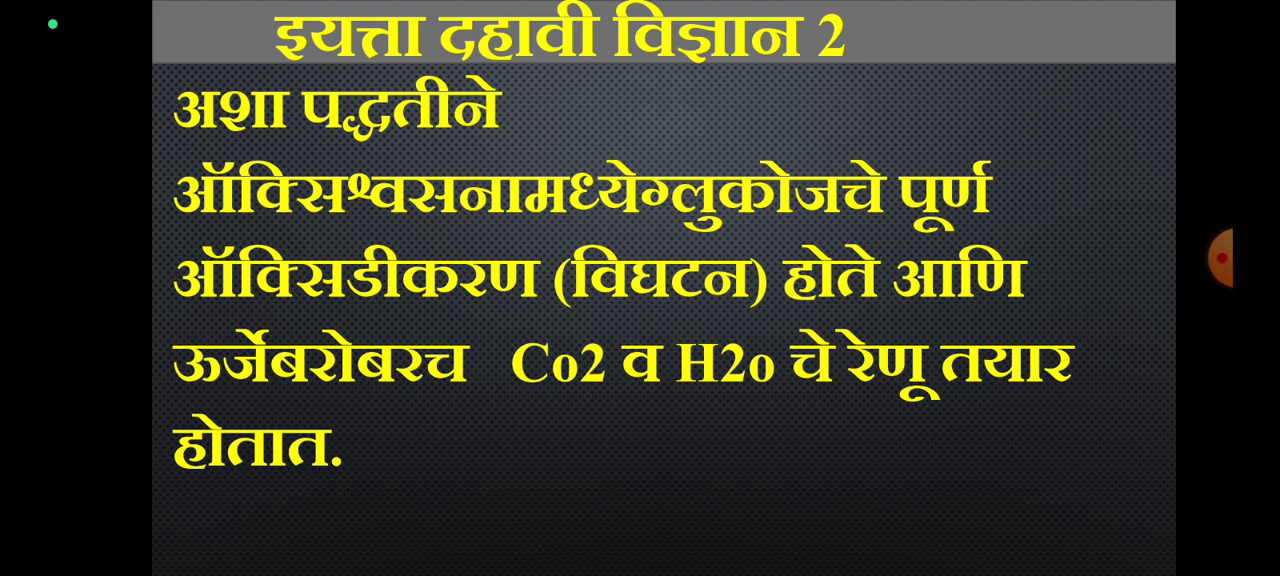 इयत्ता दहावी विज्ञान 2
अशा पद्धतीने
ऑक्सिश्वसनामध्येग्लुकोजचे पूर्ण
ऑक्सिडीकरण (विघटन) होते आणि
ऊर्जेबरोबरच Co2 व H2o चे रेणू तयार
होतात.